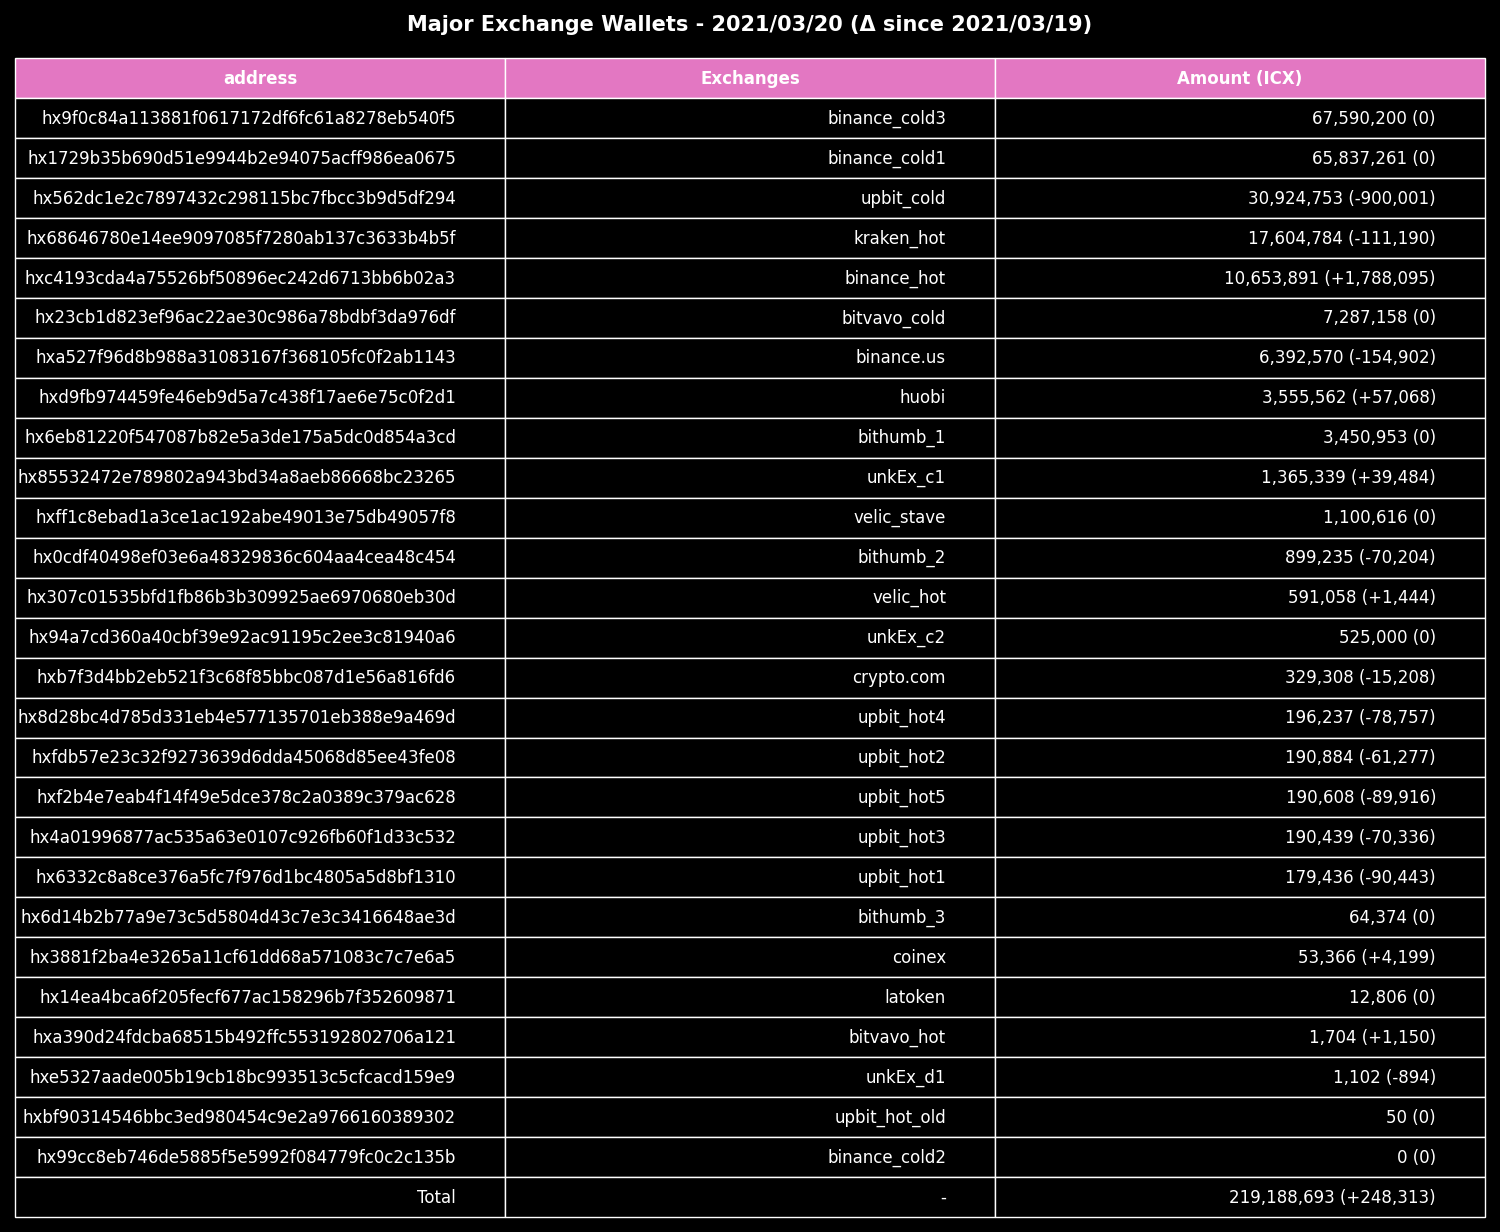 Major Exchange Wallets - 2021/03/20 (Δ since 2021/03/19)
address Exchanges Amount (ICX)
hx9f0c84a113881f0617172df6fc61a8278eb540f5 binance_cold3 67,590,200 (0)
hx1729b35b690d51e9944b2e94075acff986ea0675 binance_cold1 65,837,261 (0)
hx562dc1e2c7897432c298115bc7fbcc3b9d5df294 upbit_cold 30,924,753 (-900,001)
hx68646780e14ee9097085f7280ab137c3633b4b5f kraken_hot 17,604,784 (-111,190)
hxc4193cda4a75526bf50896ec242d6713bb6b02a3 binance_hot 10,653,891 (+1,788,095)
hx23cb1d823ef96ac22ae30c986a78bdbf3da976df bitvavo_cold 7,287,158 (0)
hxa527f96d8b988a31083167f368105fc0f2ab1143 binance.us 6,392,570 (-154,902)
hxd9fb974459fe46eb9d5a7c438f17ae6e75c0f2d1 huobi 3,555,562 (+57,068)
hx6eb81220f547087b82e5a3de175a5dc0d854a3cd bithumb_1 3,450,953 (0)
hx85532472e789802a943bd34a8aeb86668bc23265 unkEx_c1 1,365,339 (+39,484)
hxff1c8ebad1a3ce1ac192abe49013e75db49057f8 velic_stave 1,100,616 (0)
hx0cdf40498ef03e6a48329836c604aa4cea48c454 bithumb_2 899,235 (-70,204)
hx307c01535bfd1fb86b3b309925ae6970680eb30d velic_hot 591,058 (+1,444)
hx94a7cd360a40cbf39e92ac91195c2ee3c81940a6 unkEx_c2 525,000 (0)
hxb7f3d4bb2eb521f3c68f85bbc087d1e56a816fd6 crypto.com 329,308 (-15,208)
hx8d28bc4d785d331eb4e577135701eb388e9a469d upbit_hot4 196,237 (-78,757)
hxfdb57e23c32f9273639d6dda45068d85ee43fe08 upbit_hot2 190,884 (-61,277)
hxf2b4e7eab4f14f49e5dce378c2a0389c379ac628 upbit_hot5 190,608 (-89,916)
hx4a01996877ac535a63e0107c926fb60f1d33c532 upbit_hot3 190,439 (-70,336)
hx6332c8a8ce376a5fc7f976d1bc4805a5d8bf1310 upbit_hot1 179,436 (-90,443)
hx6d14b2b77a9e73c5d5804d43c7e3c3416648ae3d bithumb_3 64,374 (0)
hx3881f2ba4e3265a11cf61dd68a571083c7c7e6a5 coinex 53,366 (+4,199)
hx14ea4bca6f205fecf677ac158296b7f352609871 latoken 12,806 (0)
hxa390d24fdcba68515b492ffc553192802706a121 bitvavo_hot 1,704 (+1,150)
hxe5327aade005b19cb18bc993513c5cfcacd159e9 unkEx_d1 1,102 (-894)
hxbf90314546bbc3ed980454c9e2a9766160389302 upbit_hot_old 50 (0)
hx99cc8eb746de5885f5e5992f084779fc0c2c135b binance_cold2 0 (0)
Total - 219,188,693 (+248,313)